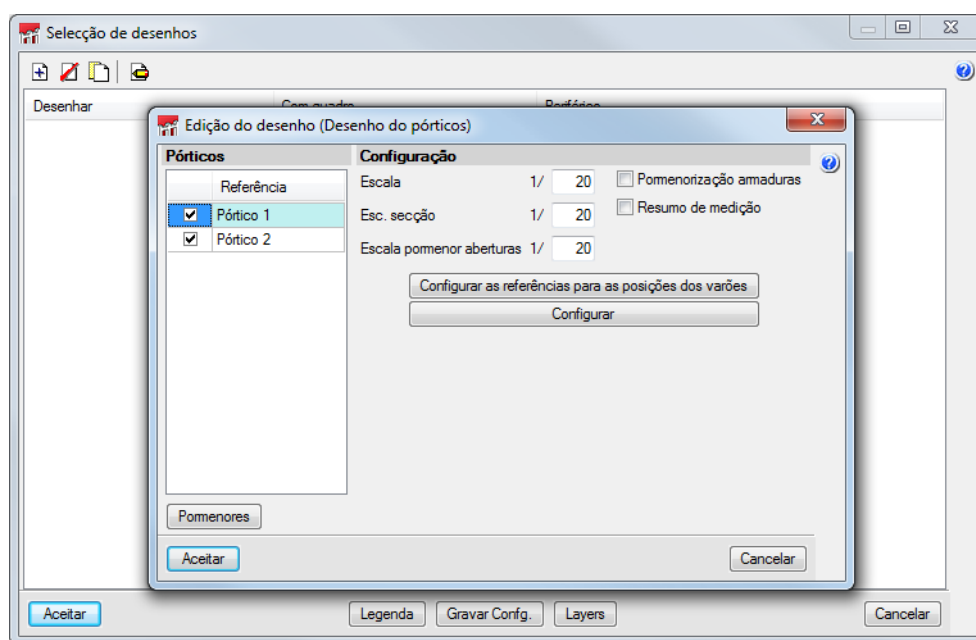 Selecção de desenhos
Desenhar
Edição do desenho (Desenho do pórticos)
Pórticos
Configuração
Referência
Pórtico 1
Pórtico 2
Escala 1/ 20
Esc. secção 1/ 20
Escala pormenor aberturas 1/ 20
Pormenorização armaduras
Resumo de medição
Configurar as referências para as posições dos varões
Configurar
Pormenores
Aceitar
Cancelar
Aceitar
Legenda
Gravar Confg.
Layers
Cancelar